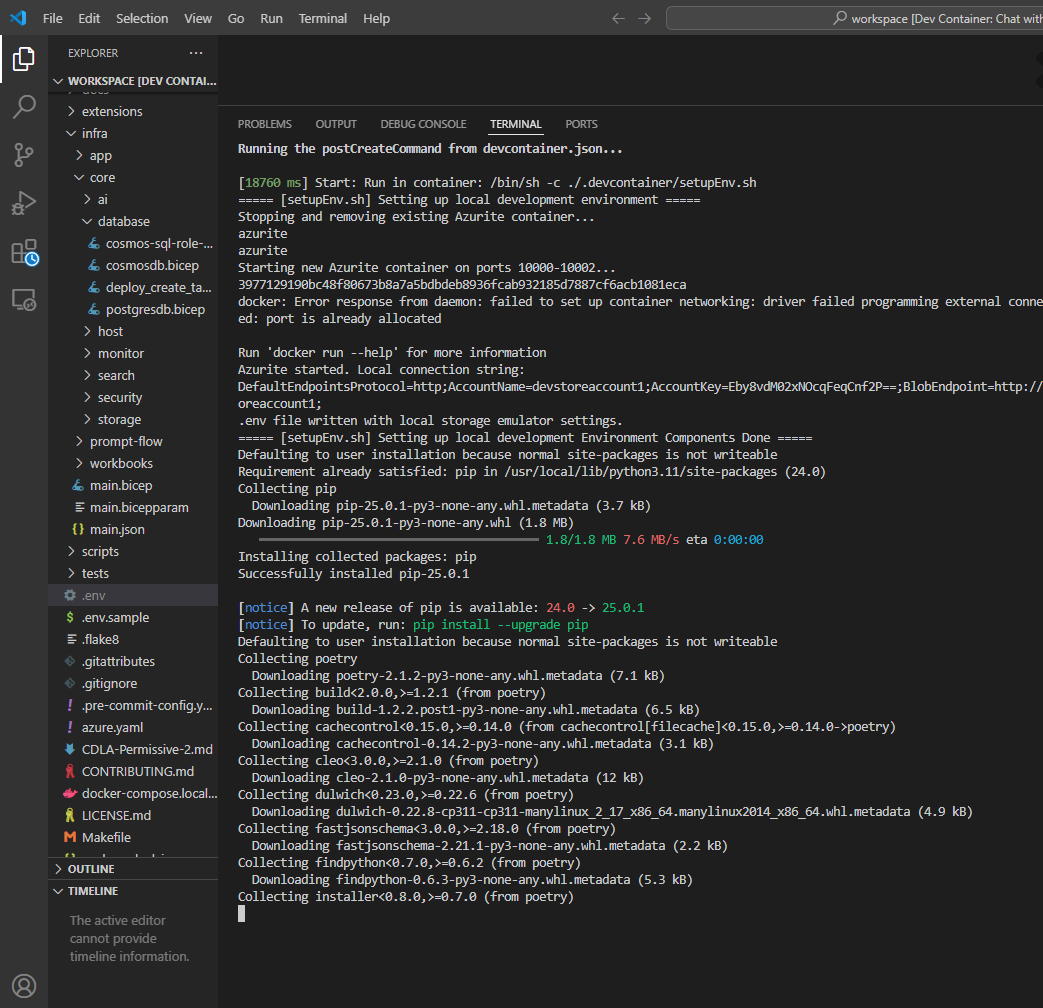 File Edit Selection View Go Run Terminal Help
workspace [Dev Container: Chat with
EXPLORER
WORKSPACE [DEV CONTAI...
docs
extensions
infra
app
core
ai
database
cosmos-sql-role-...
cosmosdb.bicep
deploy_create_ta...
postgresdb.bicep
host
monitor
search
security
storage
prompt-flow
workbooks
main.bicep
main.bicepparam
{} main.json
scripts
tests
.env
$ .env.sample
.flake8
.gitattributes
.gitignore
! .pre-commit-config.y...
! azure.yaml
CDLA-Permissive-2.md
CONTRIBUTING.md
docker-compose.local...
LICENSE.md
M Makefile
OUTLINE
TIMELINE
The active editor
cannot provide
timeline information.
PROBLEMS OUTPUT DEBUG CONSOLE TERMINAL PORTS
Running the postCreateCommand from devcontainer.json...
[18760 ms] Start: Run in container: /bin/sh -c ./.devcontainer/setupEnv.sh
===== [setupEnv.sh] Setting up local development environment =====
Stopping and removing existing Azurite container...
azurite
azurite
Starting new Azurite container on ports 10000-10002...
3977129190bc48f80673b8a7a5bdbdeb8936fcab932185d7887cf6acb1081eca
docker: Error response from daemon: failed to set up container networking: driver failed programming external conne
ed: port is already allocated
Run 'docker run --help' for more information
Azurite started. Local connection string:
DefaultEndpointsProtocol=http;AccountName=devstoreaccount1;AccountKey=Eby8vdM02xNOcqFeqCnf2P==;BlobEndpoint=http://
oreaccount1;
.env file written with local storage emulator settings.
===== [setupEnv.sh] Setting up local development Environment Components Done =====
Defaulting to user installation because normal site-packages is not writeable
Requirement already satisfied: pip in /usr/local/lib/python3.11/site-packages (24.0)
Collecting pip
Downloading pip-25.0.1-py3-none-any.whl.metadata (3.7 kB)
Downloading pip-25.0.1-py3-none-any.whl (1.8 MB)
1.8/1.8 MB 7.6 MB/s eta 0:00:00
Installing collected packages: pip
Successfully installed pip-25.0.1
[notice] A new release of pip is available: 24.0 -> 25.0.1
[notice] To update, run: pip install --upgrade pip
Defaulting to user installation because normal site-packages is not writeable
Collecting poetry
Downloading poetry-2.1.2-py3-none-any.whl.metadata (7.1 kB)
Collecting build<2.0.0,>=1.2.1 (from poetry)
Downloading build-1.2.2.post1-py3-none-any.whl.metadata (6.5 kB)
Collecting cachecontrol<0.15.0,>=0.14.0 (from cachecontrol[filecache]<0.15.0,>=0.14.0->poetry)
Downloading cachecontrol-0.14.2-py3-none-any.whl.metadata (3.1 kB)
Collecting cleo<3.0.0,>=2.1.0 (from poetry)
Downloading cleo-2.1.0-py3-none-any.whl.metadata (12 kB)
Collecting dulwich<0.23.0,>=0.22.6 (from poetry)
Downloading dulwich-0.22.8-cp311-cp311-manylinux_2_17_x86_64.manylinux2014_x86_64.whl.metadata (4.9 kB)
Collecting fastjsonschema<3.0.0,>=2.18.0 (from poetry)
Downloading fastjsonschema-2.21.1-py3-none-any.whl.metadata (2.2 kB)
Collecting findpython<0.7.0,>=0.6.2 (from poetry)
Downloading findpython-0.6.3-py3-none-any.whl.metadata (5.3 kB)
Collecting installer<0.8.0,>=0.7.0 (from poetry)